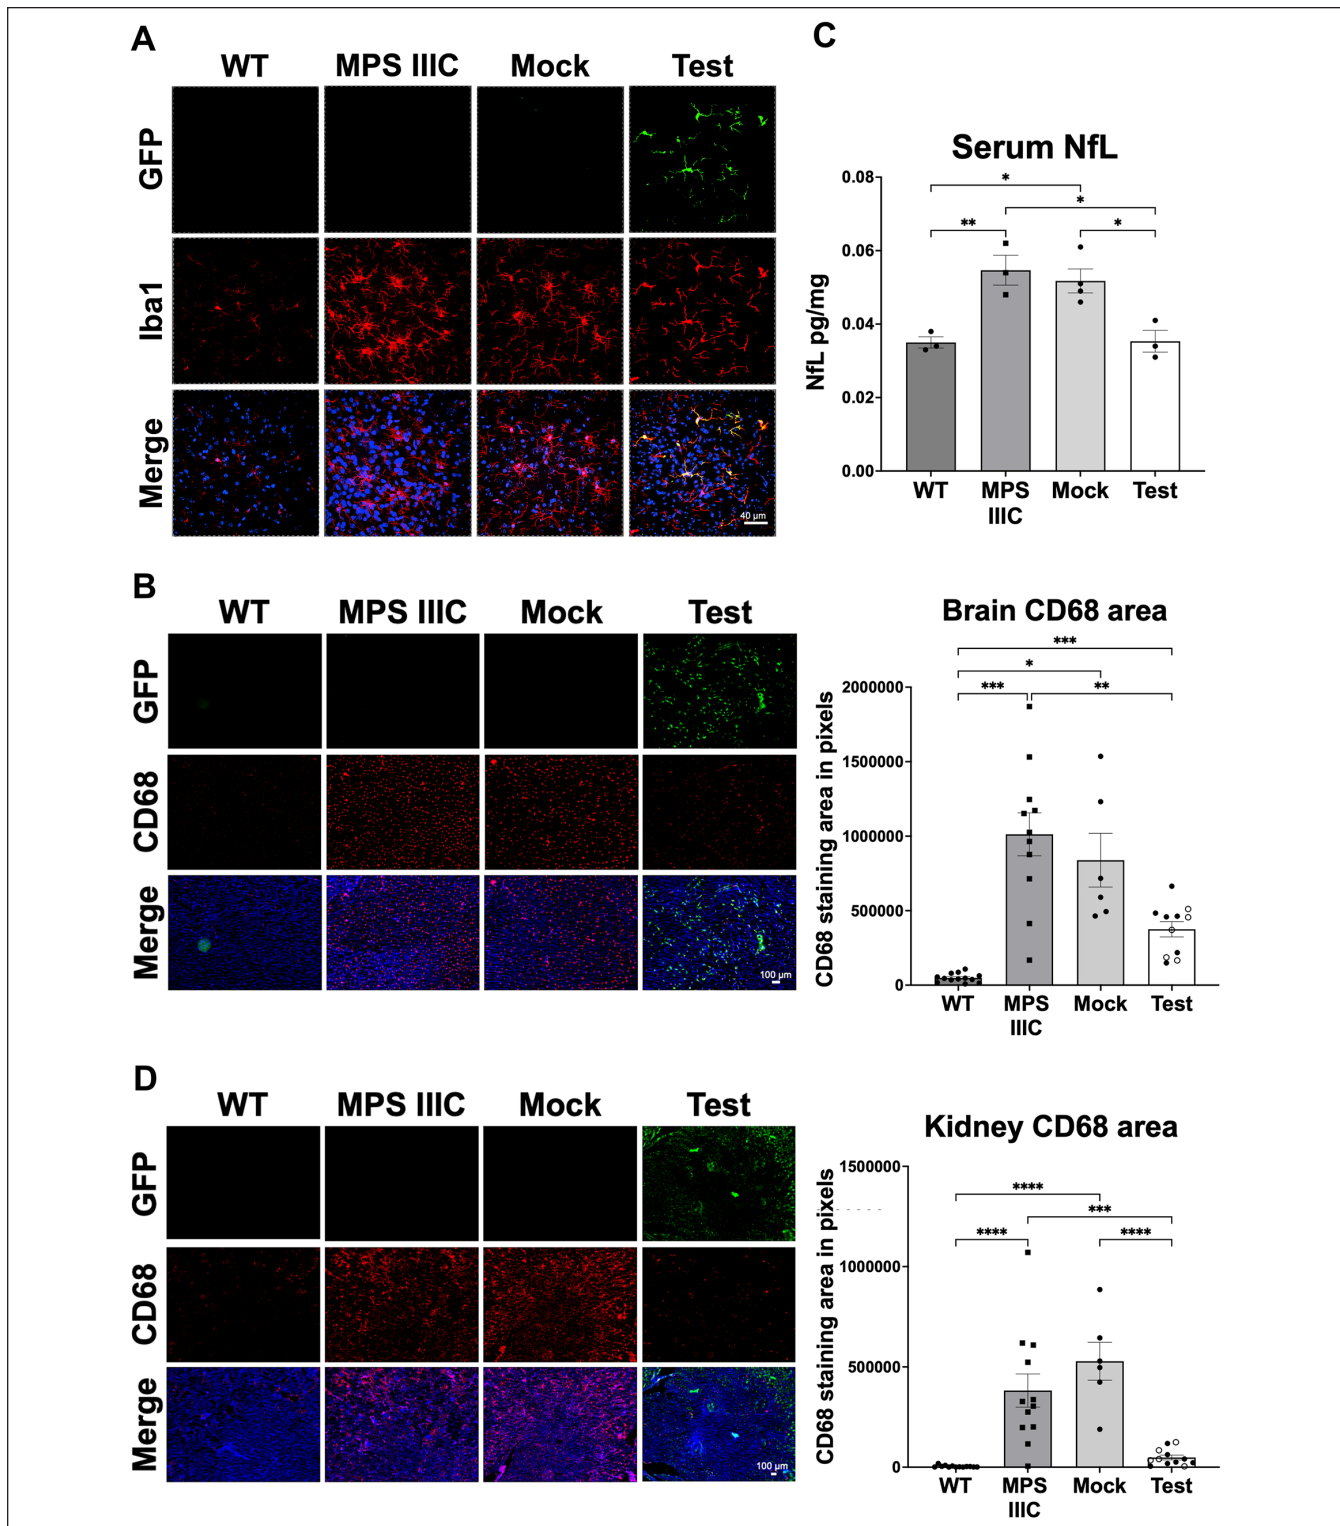 A
WT
MPS IIIC
Mock
Test
GFP
Iba1
Merge
40 µm
C
Serum NfL
NfL pg/mg
0.08
0.06
0.04
0.02
0.00
*
*
**
*
WT
MPS
IIIC
Mock
Test
B
WT
MPS IIIC
Mock
Test
GFP
CD68
Merge
100 µm
Brain CD68 area
CD68 staining area in pixels
2000000
1500000
1000000
500000
0
***
*
***
**
WT
MPS
IIIC
Mock
Test
D
WT
MPS IIIC
Mock
Test
GFP
CD68
Merge
100 µm
Kidney CD68 area
CD68 staining area in pixels
1500000
1000000
500000
0
****
***
****
****
WT
MPS
IIIC
Mock
Test